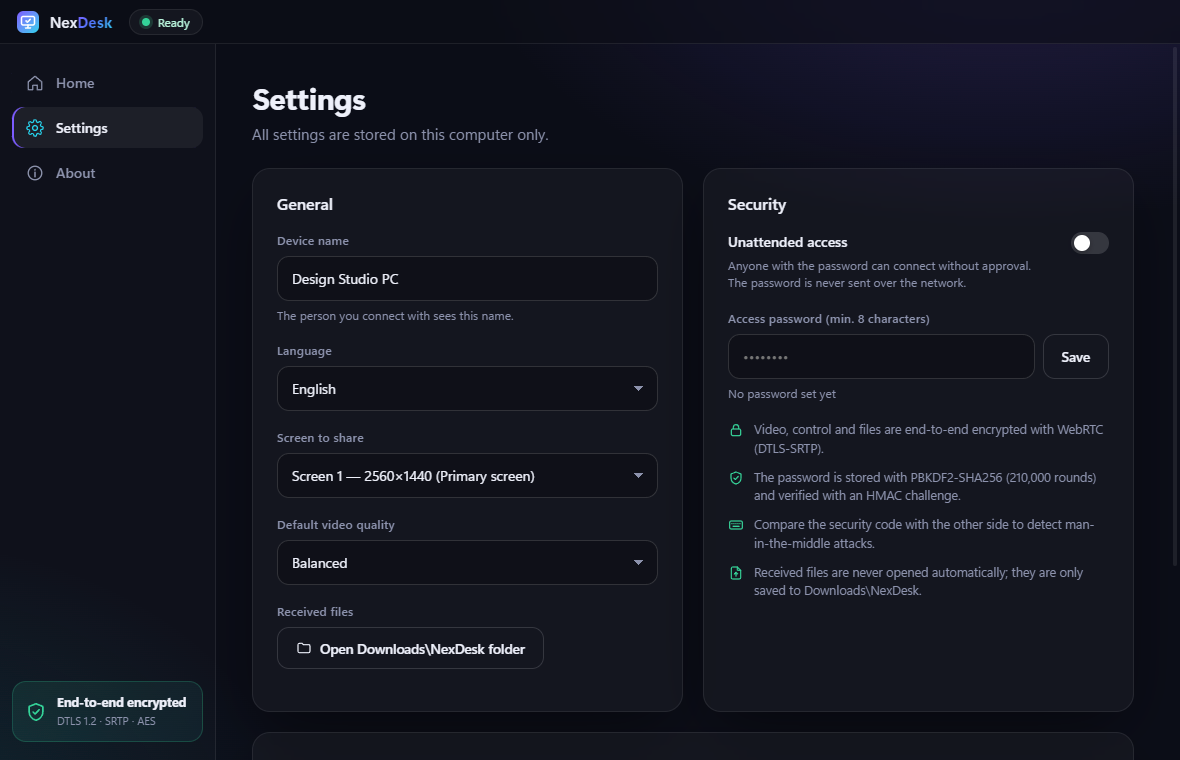 NexDesk
Ready
Home
Settings
About
End-to-end encrypted
DTLS 1.2 · SRTP · AES
Settings
All settings are stored on this computer only.
General
Device name
Design Studio PC
The person you connect with sees this name.
Language
English
Screen to share
Screen 1 — 2560×1440 (Primary screen)
Default video quality
Balanced
Received files
Open Downloads\NexDesk folder
Security
Unattended access
Anyone with the password can connect without approval.
The password is never sent over the network.
Access password (min. 8 characters)
••••••••
Save
No password set yet
Video, control and files are end-to-end encrypted with WebRTC
(DTLS-SRTP).
The password is stored with PBKDF2-SHA256 (210,000 rounds)
and verified with an HMAC challenge.
Compare the security code with the other side to detect man-
in-the-middle attacks.
Received files are never opened automatically; they are only
saved to Downloads\NexDesk.